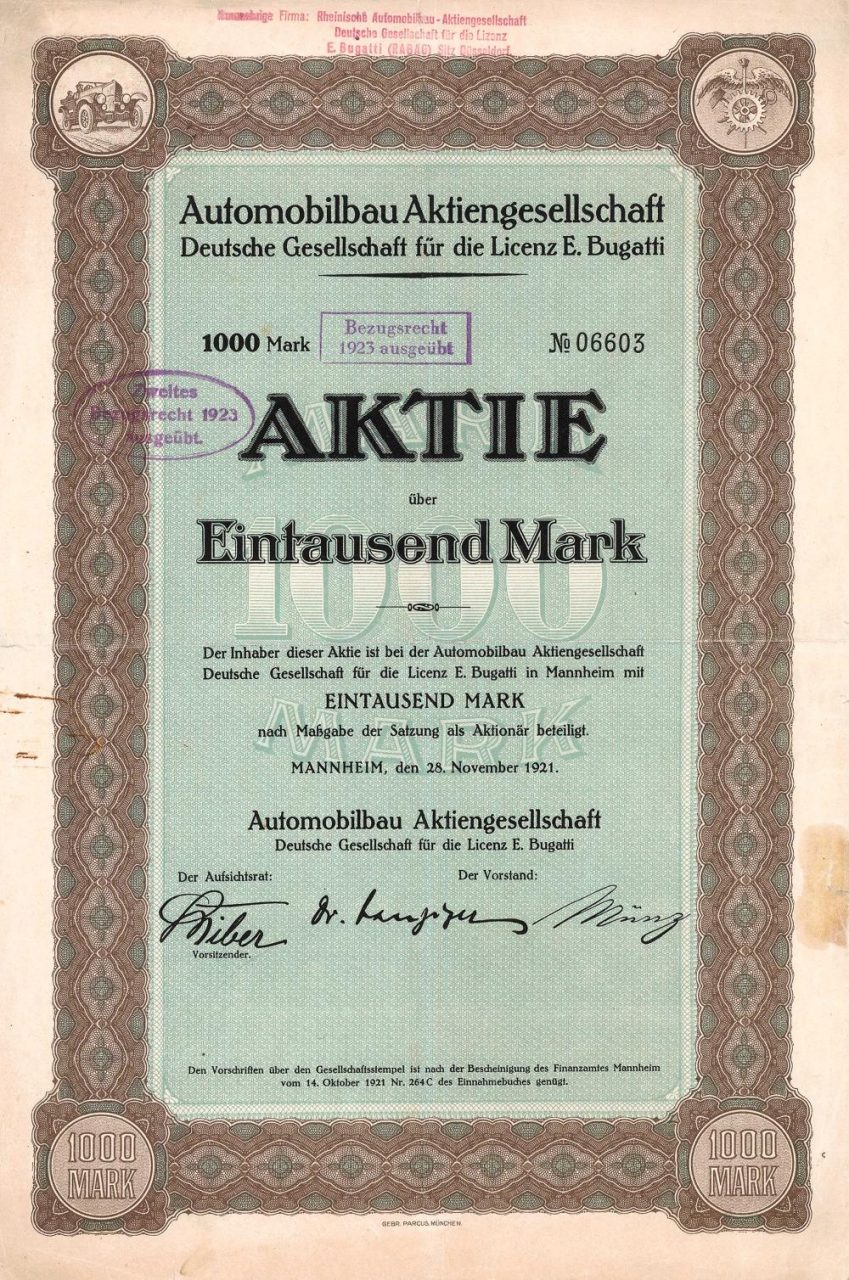 Nunmehrige Firma: Rheinische Automobilbau-Aktiengesellschaft
Deutsche Gesellschaft für die Lizenz
E. Bugatti (RABAG) Sitz Düsseldorf
Automobilbau Aktiengesellschaft
Deutsche Gesellschaft für die Licenz E. Bugatti
1000 Mark
Bezugsrecht
1923 ausgeübt
№ 06603
Zweites
Bezugsrecht 1923
ausgeübt.
MARK
AKTIE
über
1000
Eintausend Mark
Der Inhaber dieser Aktie ist bei der Automobilbau Aktiengesellschaft
Deutsche Gesellschaft für die Licenz E. Bugatti in Mannheim mit
EINTAUSEND MARK
MARK
nach Maßgabe der Satzung als Aktionär beteiligt.
MANNHEIM, den 28. November 1921.
Automobilbau Aktiengesellschaft
Deutsche Gesellschaft für die Licenz E. Bugatti
Der Aufsichtsrat:
Der Vorstand:
Münz
Vorsitzender.
Den Vorschriften über den Gesellschaftsstempel ist nach der Bescheinigung des Finanzamtes Mannheim
vom 14. Oktober 1921 Nr. 264 C des Einnahmebuches genügt.
1000
MARK
1000
MARK
GEBR. PARCUS, MÜNCHEN.